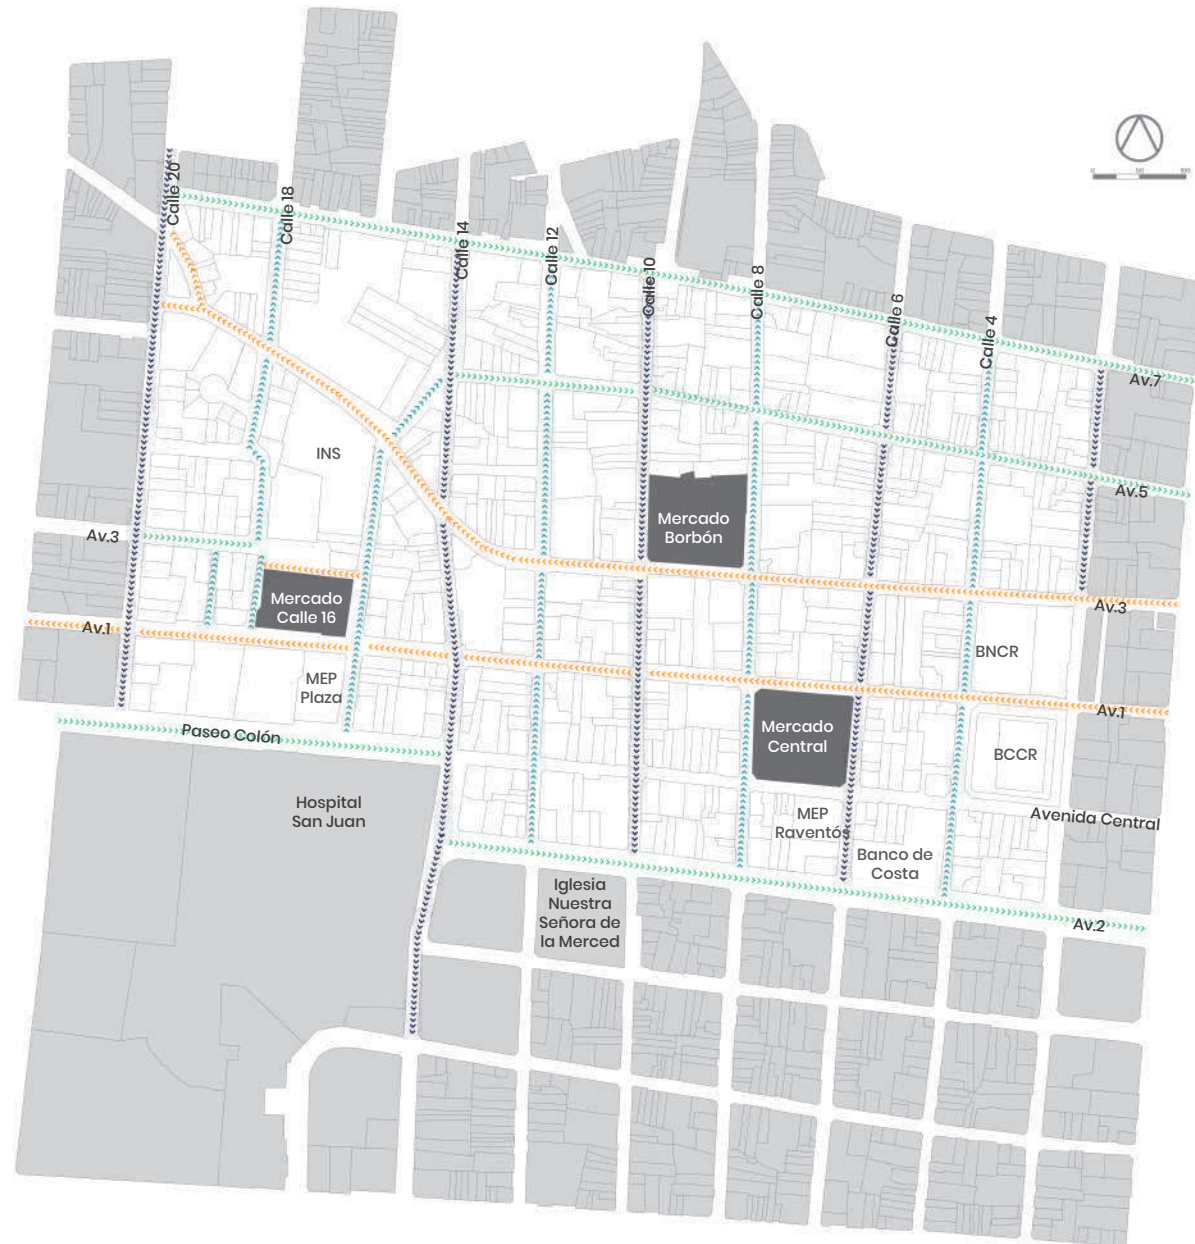 0
50
100
Calle 20
Calle 18
Calle 14
Calle 12
Calle 10
Calle 8
Calle 6
Calle 4
Av.7
INS
Av.5
Mercado
Borbón
Av.3
Mercado
Calle 16
Av.3
Av.1
BNCR
MEP
Plaza
Av.1
Paseo Colón
Mercado
Central
BCCR
Hospital
San Juan
MEP
Raventós
Avenida Central
Banco de
Costa
Iglesia
Nuestra
Señora de
la Merced
Av.2